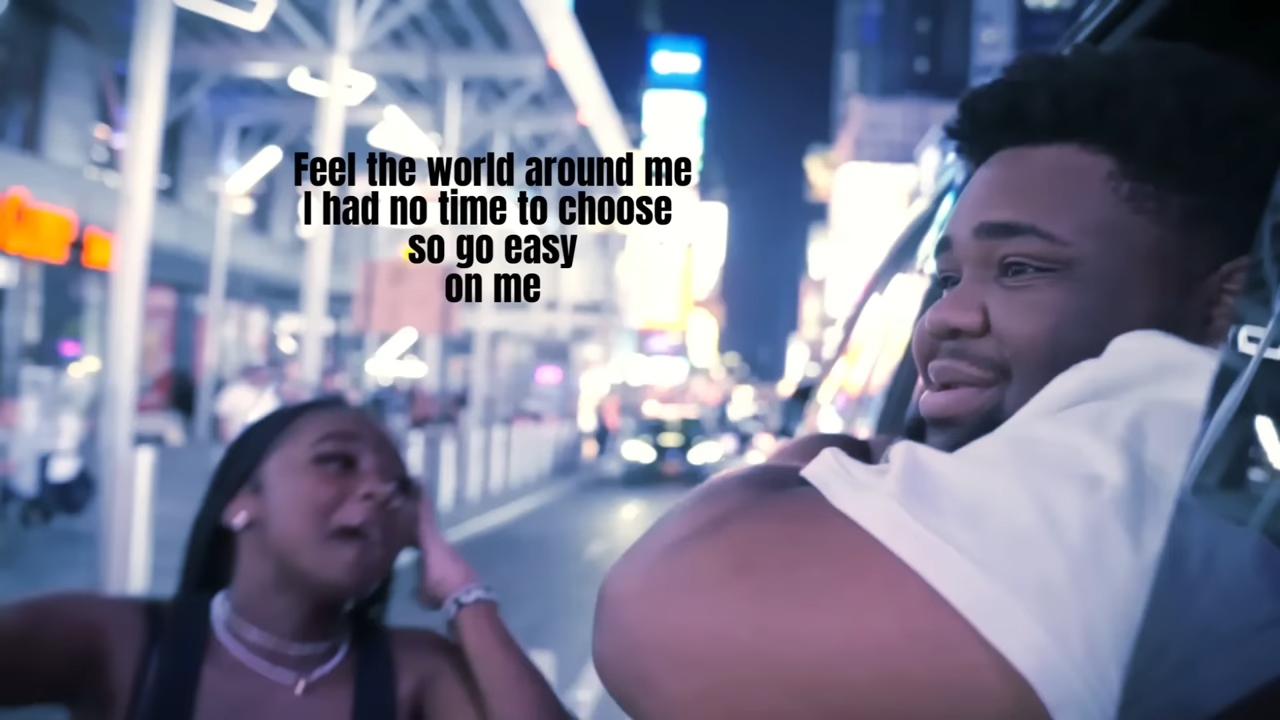 Feel the world around me
I had no time to choose
so go easy
on me